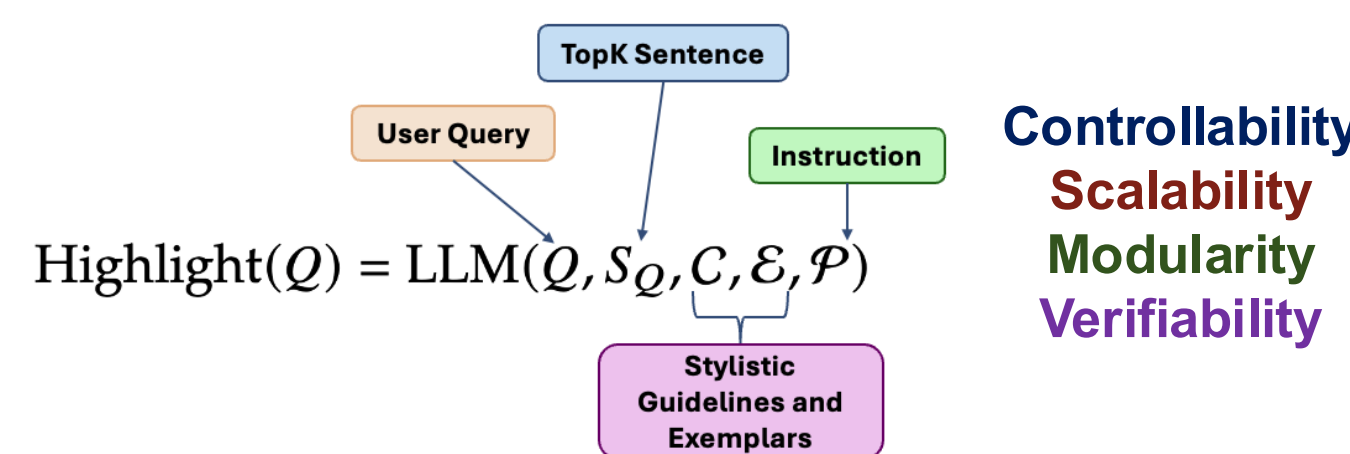 TopK Sentence
User Query
Instruction
Highlight(Q) = LLM(Q, S_Q, C, ℰ, 𝒫)
Stylistic
Guidelines and
Exemplars
Controllability
Scalability
Modularity
Verifiability